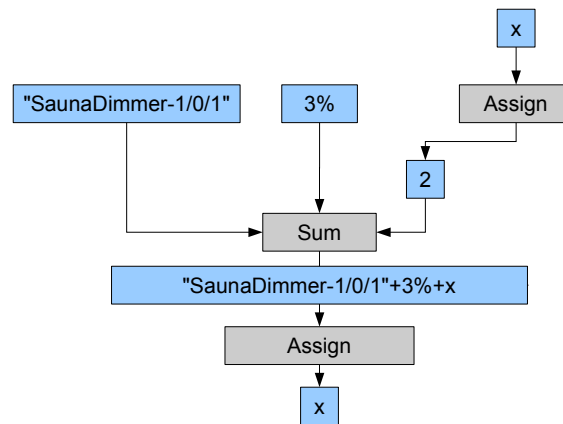 x
"SaunaDimmer-1/0/1"
3%
Assign
2
Sum
"SaunaDimmer-1/0/1"+3%+x
Assign
x